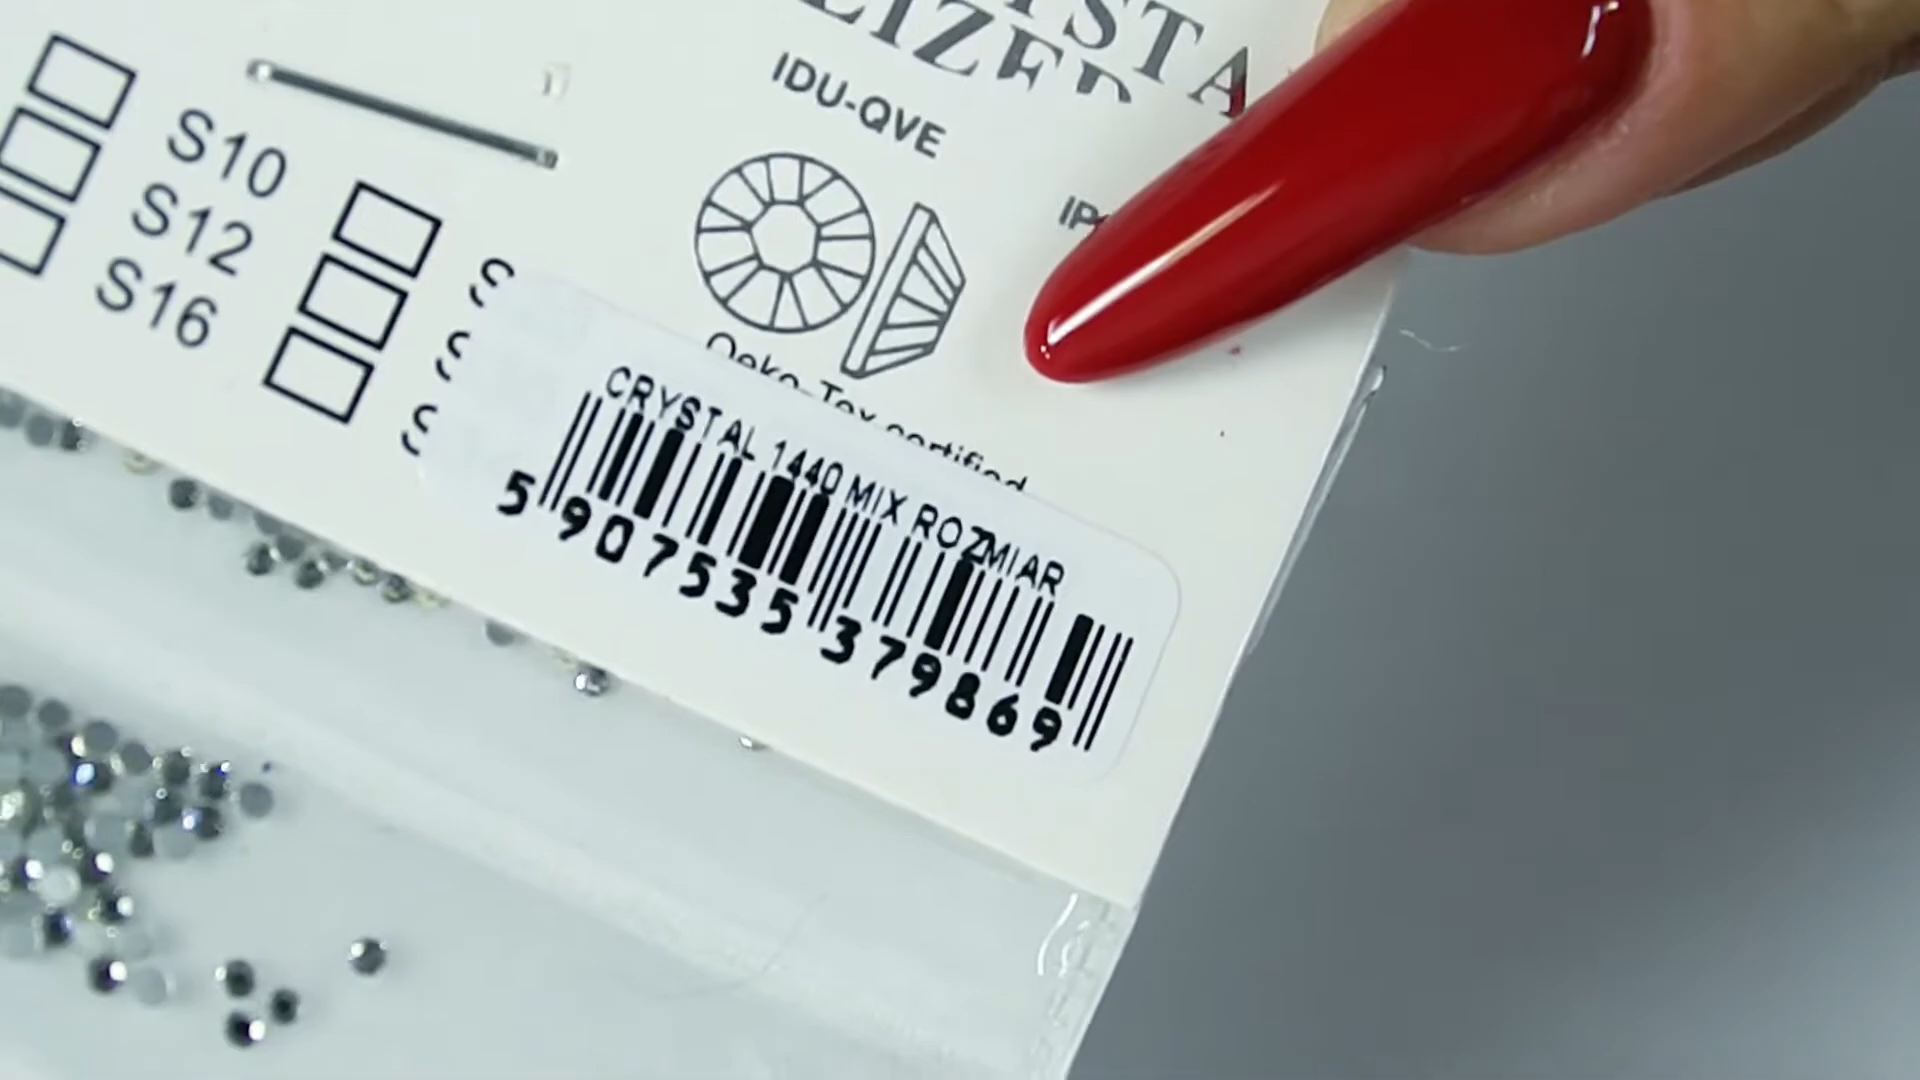 IDU-QVE
S10
S12
S16
Oeko-Tex certified
CRYSTAL 1440 MIX ROZMIAR
5 907535 379869